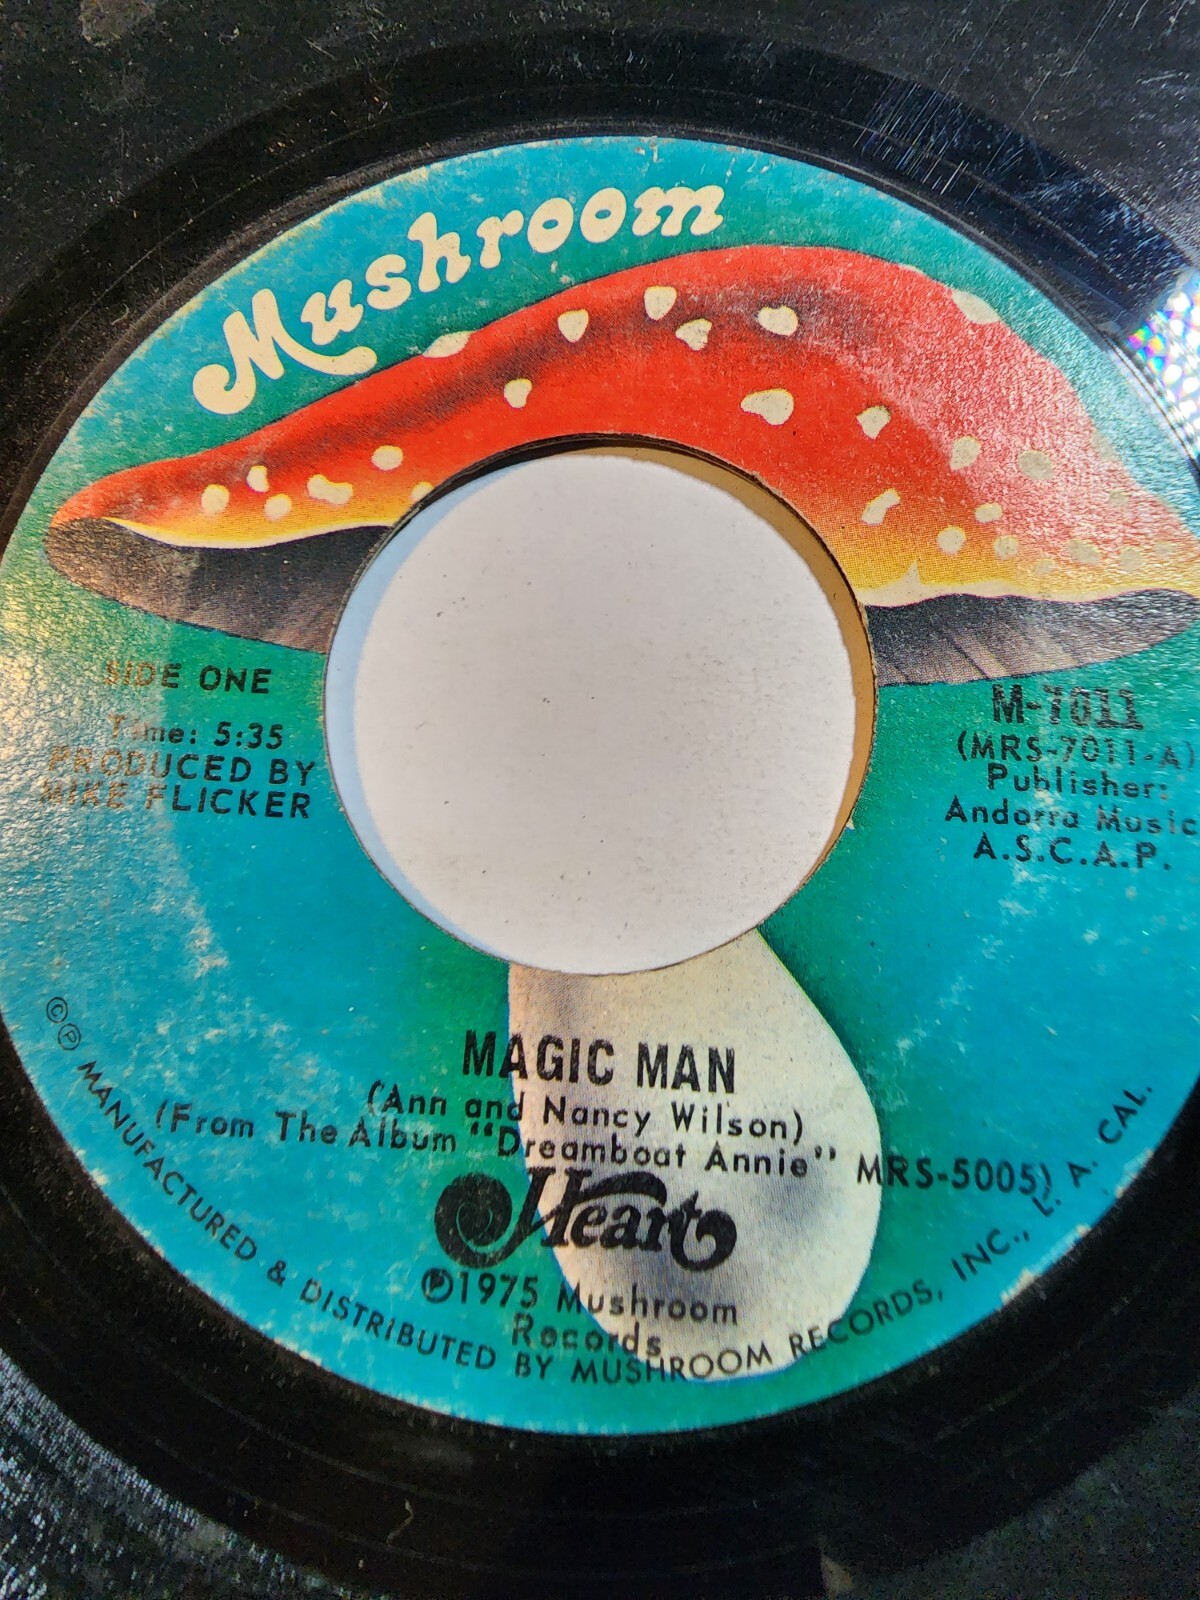 Mushroom
SIDE ONE
Time: 5:35
PRODUCED BY
MIKE FLICKER
M-7011
(MRS-7011-A)
Publisher:
Andorra Music
A.S.C.A.P.
MAGIC MAN
(Ann and Nancy Wilson)
(From The Album "Dreamboat Annie" MRS-5005)
Heart
℗1975 Mushroom
Records
©℗ MANUFACTURED & DISTRIBUTED BY MUSHROOM RECORDS, INC., L. A. CAL.